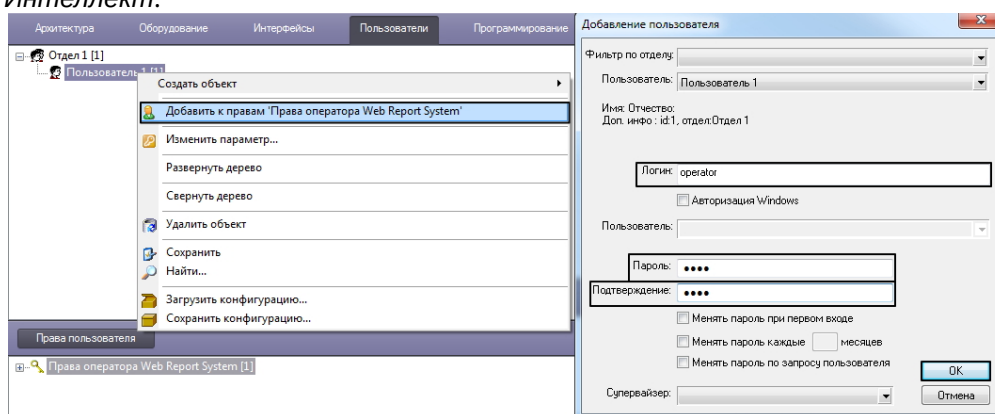 Интеллект.
Архитектура Оборудование Интерфейсы Пользователи Программирование
Отдел 1 [1]
Пользователь 1 [1]
Создать объект
Добавить к правам 'Права оператора Web Report System'
Изменить параметр...
Развернуть дерево
Свернуть дерево
Удалить объект
Сохранить
Найти...
Загрузить конфигурацию...
Сохранить конфигурацию...
Права пользователя
Права оператора Web Report System [1]
Добавление пользователя
Фильтр по отделу:
Пользователь: Пользователь 1
Имя: Отчество:
Доп. инфо : id:1, отдел:Отдел 1
Логин: operator
Авторизация Windows
Пользователь:
Пароль: ●●●●
Подтверждение: ●●●●
Менять пароль при первом входе
Менять пароль каждые месяцев
Менять пароль по запросу пользователя
OK
Супервайзер:
Отмена